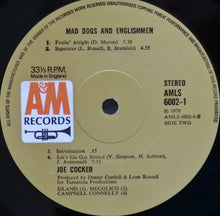 MAD DOGS AND ENGLISHMEN
1. Feelin' Alright (D. Mason) 5.30
2. Superstar (L. Russell, B. Bramlett) 4.55
33⅓ R.P.M.
Made in England
STEREO
AMLS
6002-1
℗ 1970
AMLS 6002-1-B
SIDE TWO
A&M
RECORDS
3. Introduction .15
4. Let's Go Get Stoned (V. Simpson, N. Ashford,
J. Armstead)
JOE COCKER
Produced by Denny Cordell & Leon Russell
for Tarantula Productions
ISLAND (1), MECOLICO (2),
CAMPBELL CONNELLY (4)